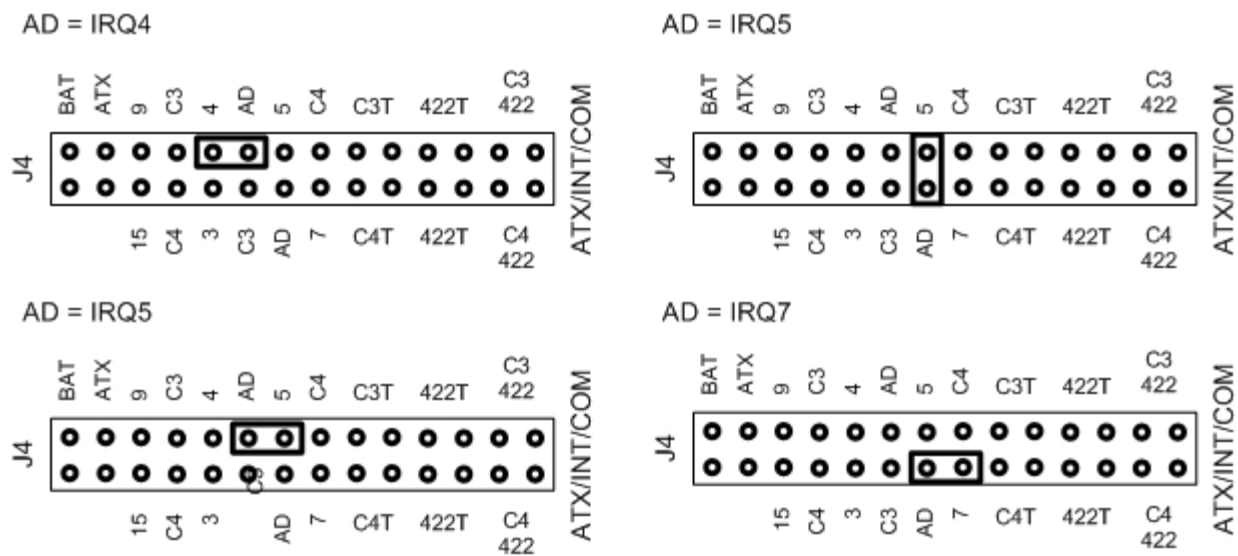 AD = IRQ4
BAT ATX 9 C3 4 AD 5 C4 C3T 422T C3 422
J4
ATX/INT/COM
15 C4 3 C3 AD 7 C4T 422T C4 422
AD = IRQ5
BAT ATX 9 C3 4 AD 5 C4 C3T 422T C3 422
J4
ATX/INT/COM
15 C4 3 C3 AD 7 C4T 422T C4 422
AD = IRQ5
BAT ATX 9 C3 4 AD 5 C4 C3T 422T C3 422
J4
ATX/INT/COM
C3
15 C4 3 AD 7 C4T 422T C4 422
AD = IRQ7
BAT ATX 9 C3 4 AD 5 C4 C3T 422T C3 422
J4
ATX/INT/COM
15 C4 3 C3 AD 7 C4T 422T C4 422